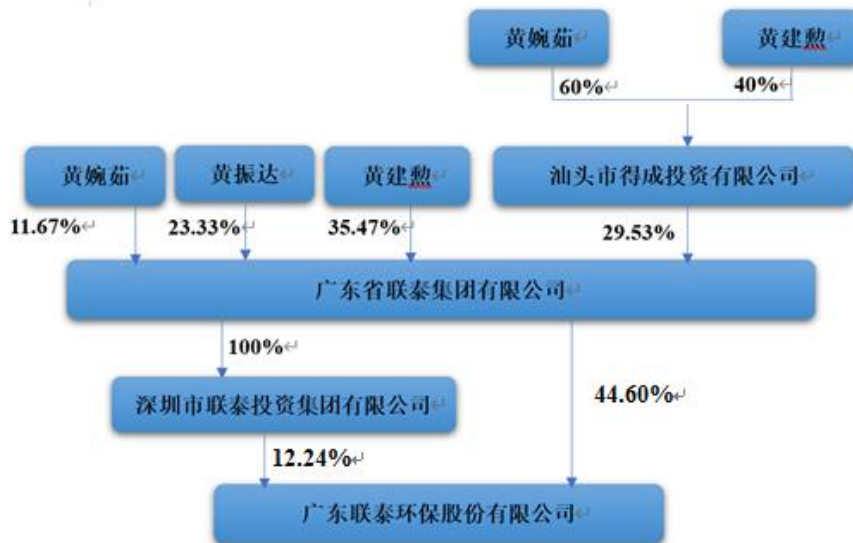 黄婉茹
黄建勲
60%
40%
黄婉茹
黄振达
黄建勲
汕头市得成投资有限公司
11.67%
23.33%
35.47%
29.53%
广东省联泰集团有限公司
100%
44.60%
深圳市联泰投资集团有限公司
12.24%
广东联泰环保股份有限公司